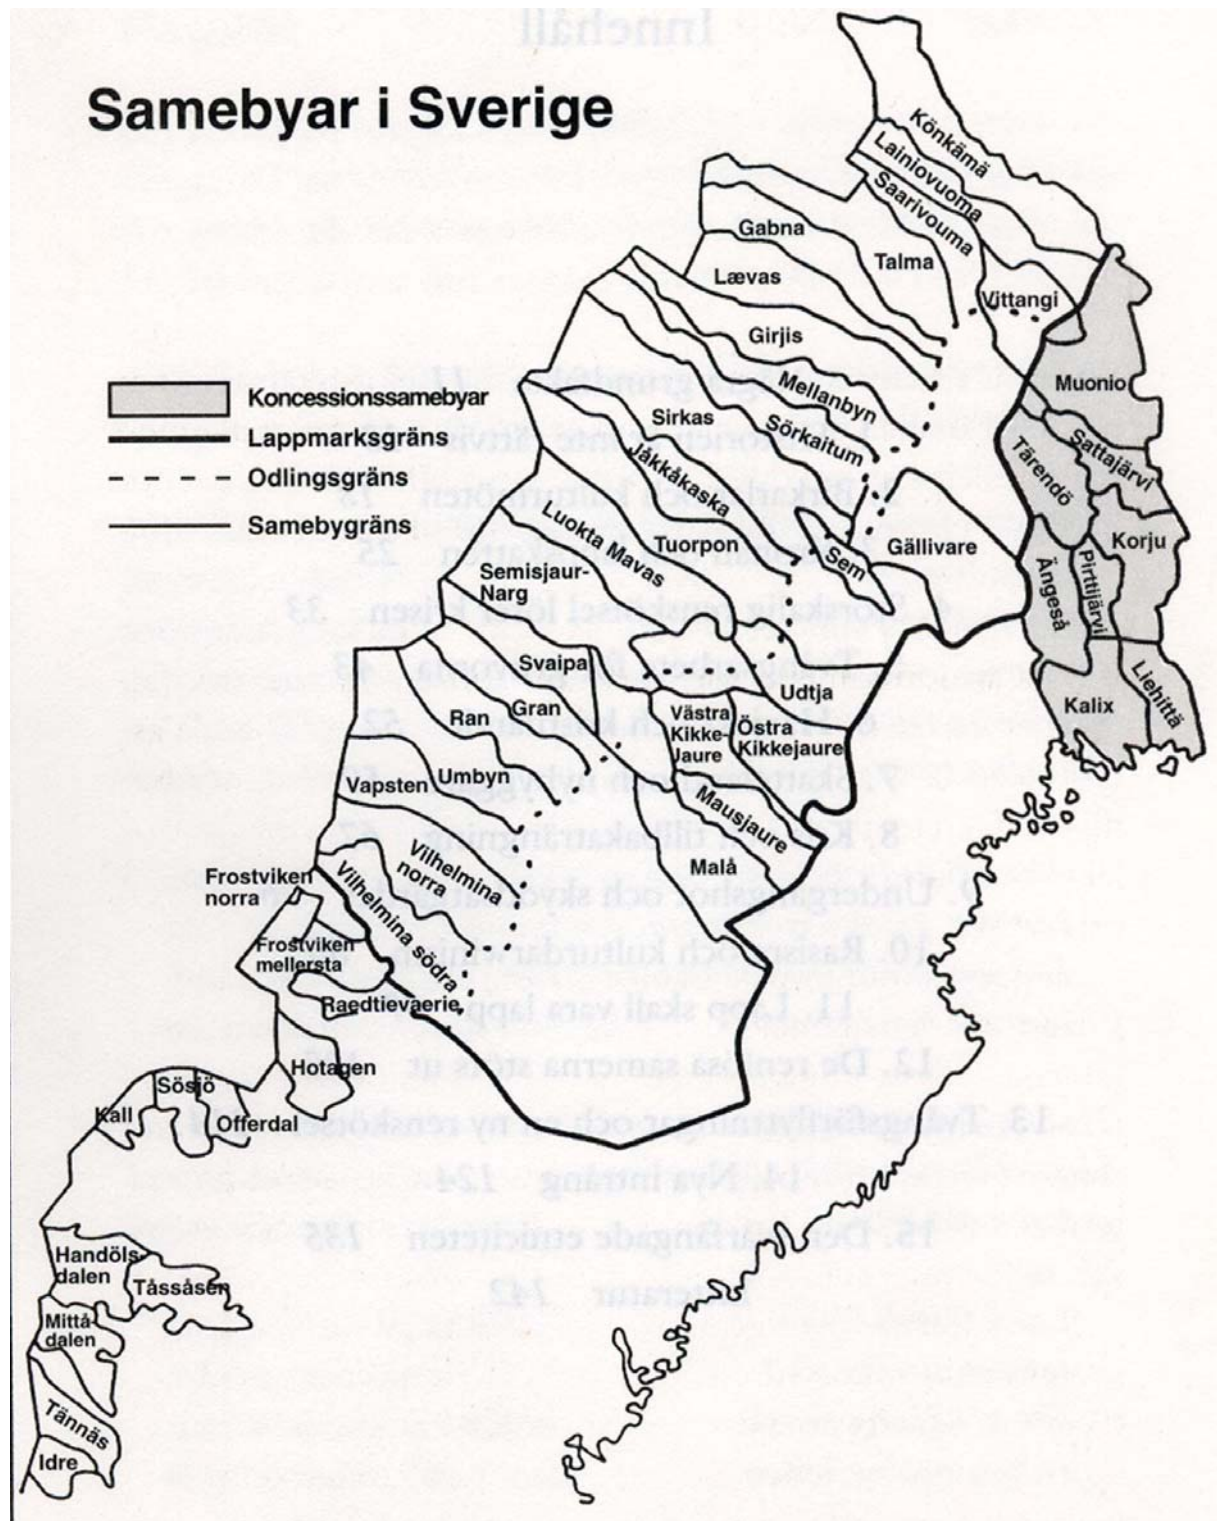 Samebyar i Sverige
Koncessionssamebyar
Lappmarksgräns
Odlingsgräns
Samebygräns
Könkämä
Lainiovuoma
Saarivouma
Gabna
Talma
Lævas
Vittangi
Girjis
Mellanbyn
Muonio
Sirkas
Sörkaitum
Sattajärvi
Tärendö
Jåkkåkaska
Luokta Mavas
Tuorpon
Sem
Gällivare
Korju
Ängeså
Pirttijärvi
Semisjaur-
Narg
Svaipa
Udtja
Liehittä
Kalix
Ran
Gran
Västra
Kikke-
Jaure
Östra
Kikkejaure
Umbyn
Vapsten
Mausjaure
Malå
Vilhelmina
norra
Vilhelmina södra
Frostviken
norra
Frostviken
mellersta
Raedtievaerie
Hotagen
Sösjö
Kall
Offerdal
Handöls-
dalen
Tåssåsen
Mittå
dalen
Tännäs
Idre